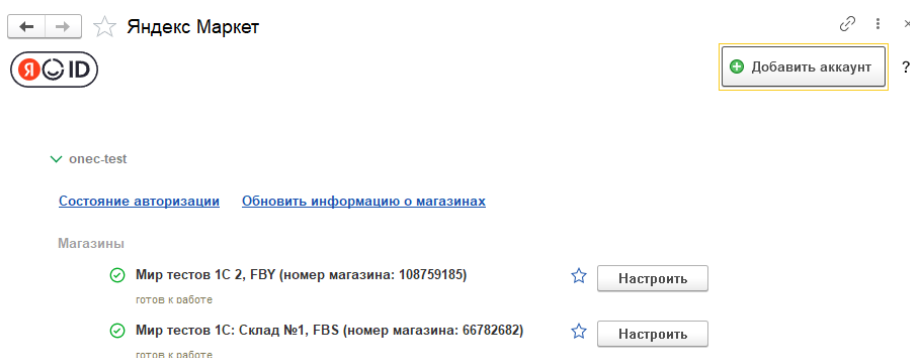 Яндекс Маркет
Я ID
Добавить аккаунт ?
onec-test
Состояние авторизации Обновить информацию о магазинах
Магазины
Мир тестов 1С 2, FBY (номер магазина: 108759185) Настроить
готов к работе
Мир тестов 1С: Склад №1, FBS (номер магазина: 66782682) Настроить
готов к работе